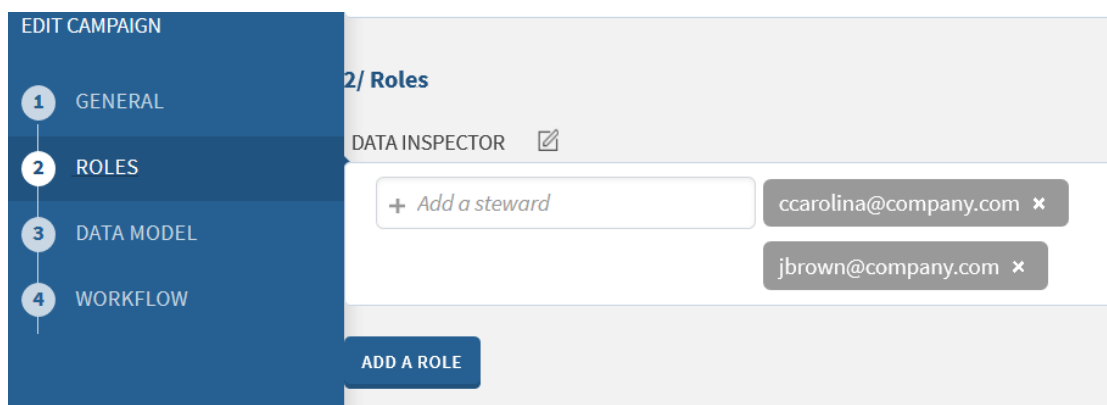 EDIT CAMPAIGN
1 GENERAL
2 ROLES
3 DATA MODEL
4 WORKFLOW
2/ Roles
DATA INSPECTOR
+ Add a steward
ccarolina@company.com ×
jbrown@company.com ×
ADD A ROLE